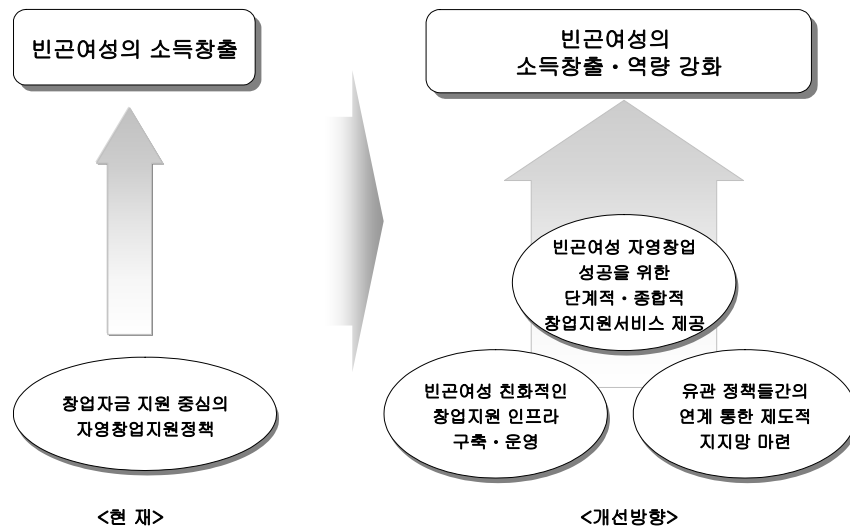 빈곤여성의 소득창출
창업자금 지원 중심의
자영창업지원정책
<현 재>
빈곤여성의
소득창출・역량 강화
빈곤여성 자영창업
성공을 위한
단계적・종합적
창업지원서비스 제공
빈곤여성 친화적인
창업지원 인프라
구축・운영
유관 정책들간의
연계 통한 제도적
지지망 마련
<개선방향>